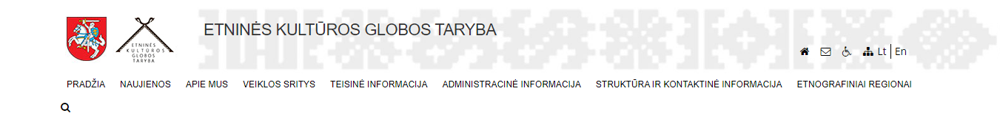 ETNINĖS KULTŪROS GLOBOS TARYBA
ETNINĖS
KULTŪROS
GLOBOS
TARYBA
Lt | En
PRADŽIA NAUJIENOS APIE MUS VEIKLOS SRITYS TEISINĖ INFORMACIJA ADMINISTRACINĖ INFORMACIJA STRUKTŪRA IR KONTAKTINĖ INFORMACIJA ETNOGRAFINIAI REGIONAI